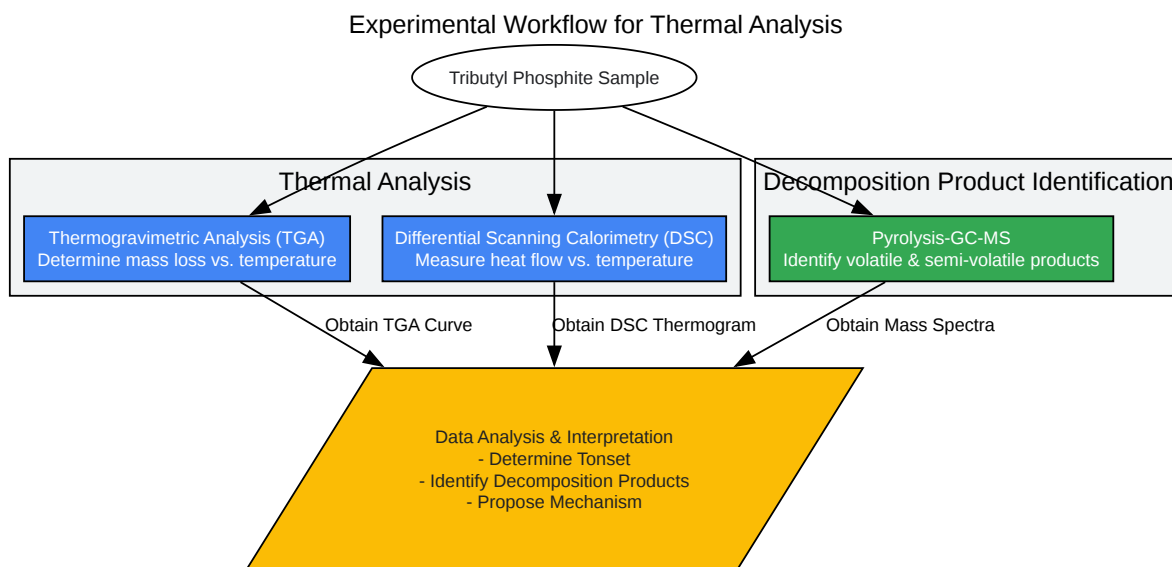 Experimental Workflow for Thermal Analysis
Tributyl Phosphite Sample
Thermal Analysis
Decomposition Product Identification
Thermogravimetric Analysis (TGA)
Determine mass loss vs. temperature
Differential Scanning Calorimetry (DSC)
Measure heat flow vs. temperature
Pyrolysis-GC-MS
Identify volatile & semi-volatile products
Obtain TGA Curve
Obtain DSC Thermogram
Obtain Mass Spectra
Data Analysis & Interpretation
- Determine Tonset
- Identify Decomposition Products
- Propose Mechanism